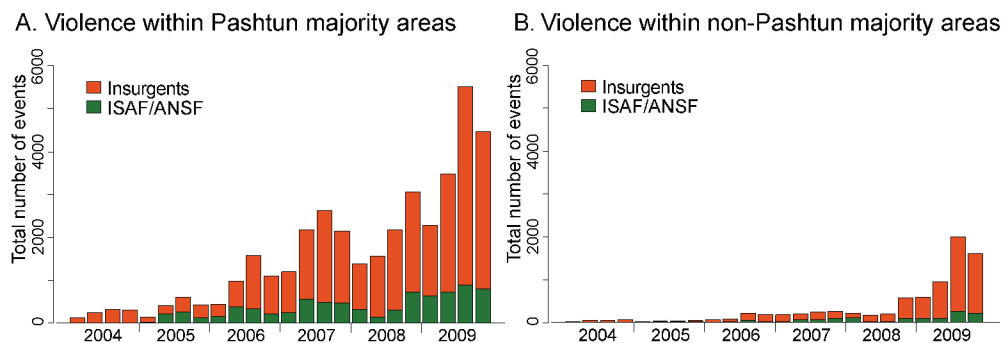 A. Violence within Pashtun majority areas
Total number of events
0
2000
4000
6000
Insurgents
ISAF/ANSF
2004 2005 2006 2007 2008 2009
B. Violence within non-Pashtun majority areas
Total number of events
0
2000
4000
6000
Insurgents
ISAF/ANSF
2004 2005 2006 2007 2008 2009